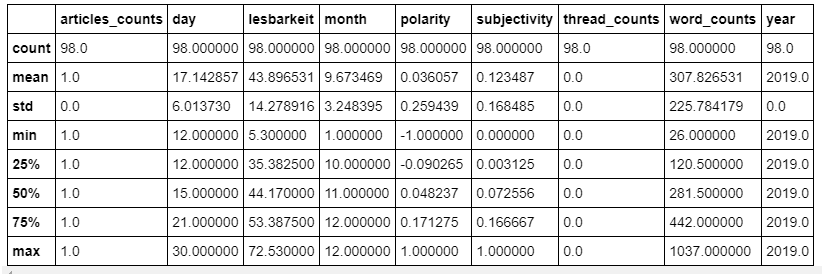 articles_counts day lesbarkeit month polarity subjectivity thread_counts word_counts year
count 98.0 98.000000 98.000000 98.000000 98.000000 98.000000 98.0 98.000000 98.0
mean 1.0 17.142857 43.896531 9.673469 0.036057 0.123487 0.0 307.826531 2019.0
std 0.0 6.013730 14.278916 3.248395 0.259439 0.168485 0.0 225.784179 0.0
min 1.0 12.000000 5.300000 1.000000 -1.000000 0.000000 0.0 26.000000 2019.0
25% 1.0 12.000000 35.382500 10.000000 -0.090265 0.003125 0.0 120.500000 2019.0
50% 1.0 15.000000 44.170000 11.000000 0.048237 0.072556 0.0 281.500000 2019.0
75% 1.0 21.000000 53.387500 12.000000 0.171275 0.166667 0.0 442.000000 2019.0
max 1.0 30.000000 72.530000 12.000000 1.000000 1.000000 0.0 1037.000000 2019.0